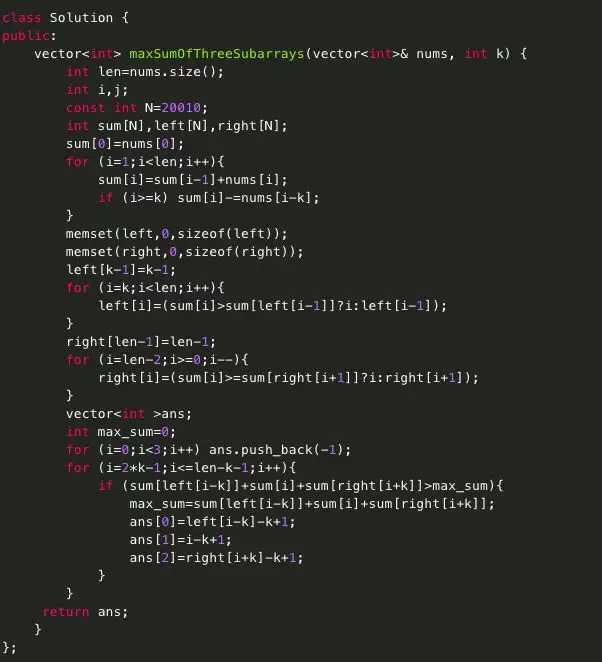 class Solution {
public:
    vector<int> maxSumOfThreeSubarrays(vector<int>& nums, int k) {
        int len=nums.size();
        int i,j;
        const int N=20010;
        int sum[N],left[N],right[N];
        sum[0]=nums[0];
        for (i=1;i<len;i++){
            sum[i]=sum[i-1]+nums[i];
            if (i>=k) sum[i]-=nums[i-k];
        }
        memset(left,0,sizeof(left));
        memset(right,0,sizeof(right));
        left[k-1]=k-1;
        for (i=k;i<len;i++){
            left[i]=(sum[i]>sum[left[i-1]]?i:left[i-1]);
        }
        right[len-1]=len-1;
        for (i=len-2;i>=0;i--){
            right[i]=(sum[i]>=sum[right[i+1]]?i:right[i+1]);
        }
        vector<int >ans;
        int max_sum=0;
        for (i=0;i<3;i++) ans.push_back(-1);
        for (i=2*k-1;i<=len-k-1;i++){
            if (sum[left[i-k]]+sum[i]+sum[right[i+k]]>max_sum){
                max_sum=sum[left[i-k]]+sum[i]+sum[right[i+k]];
                ans[0]=left[i-k]-k+1;
                ans[1]=i-k+1;
                ans[2]=right[i+k]-k+1;
            }
        }
     return ans;
    }
};